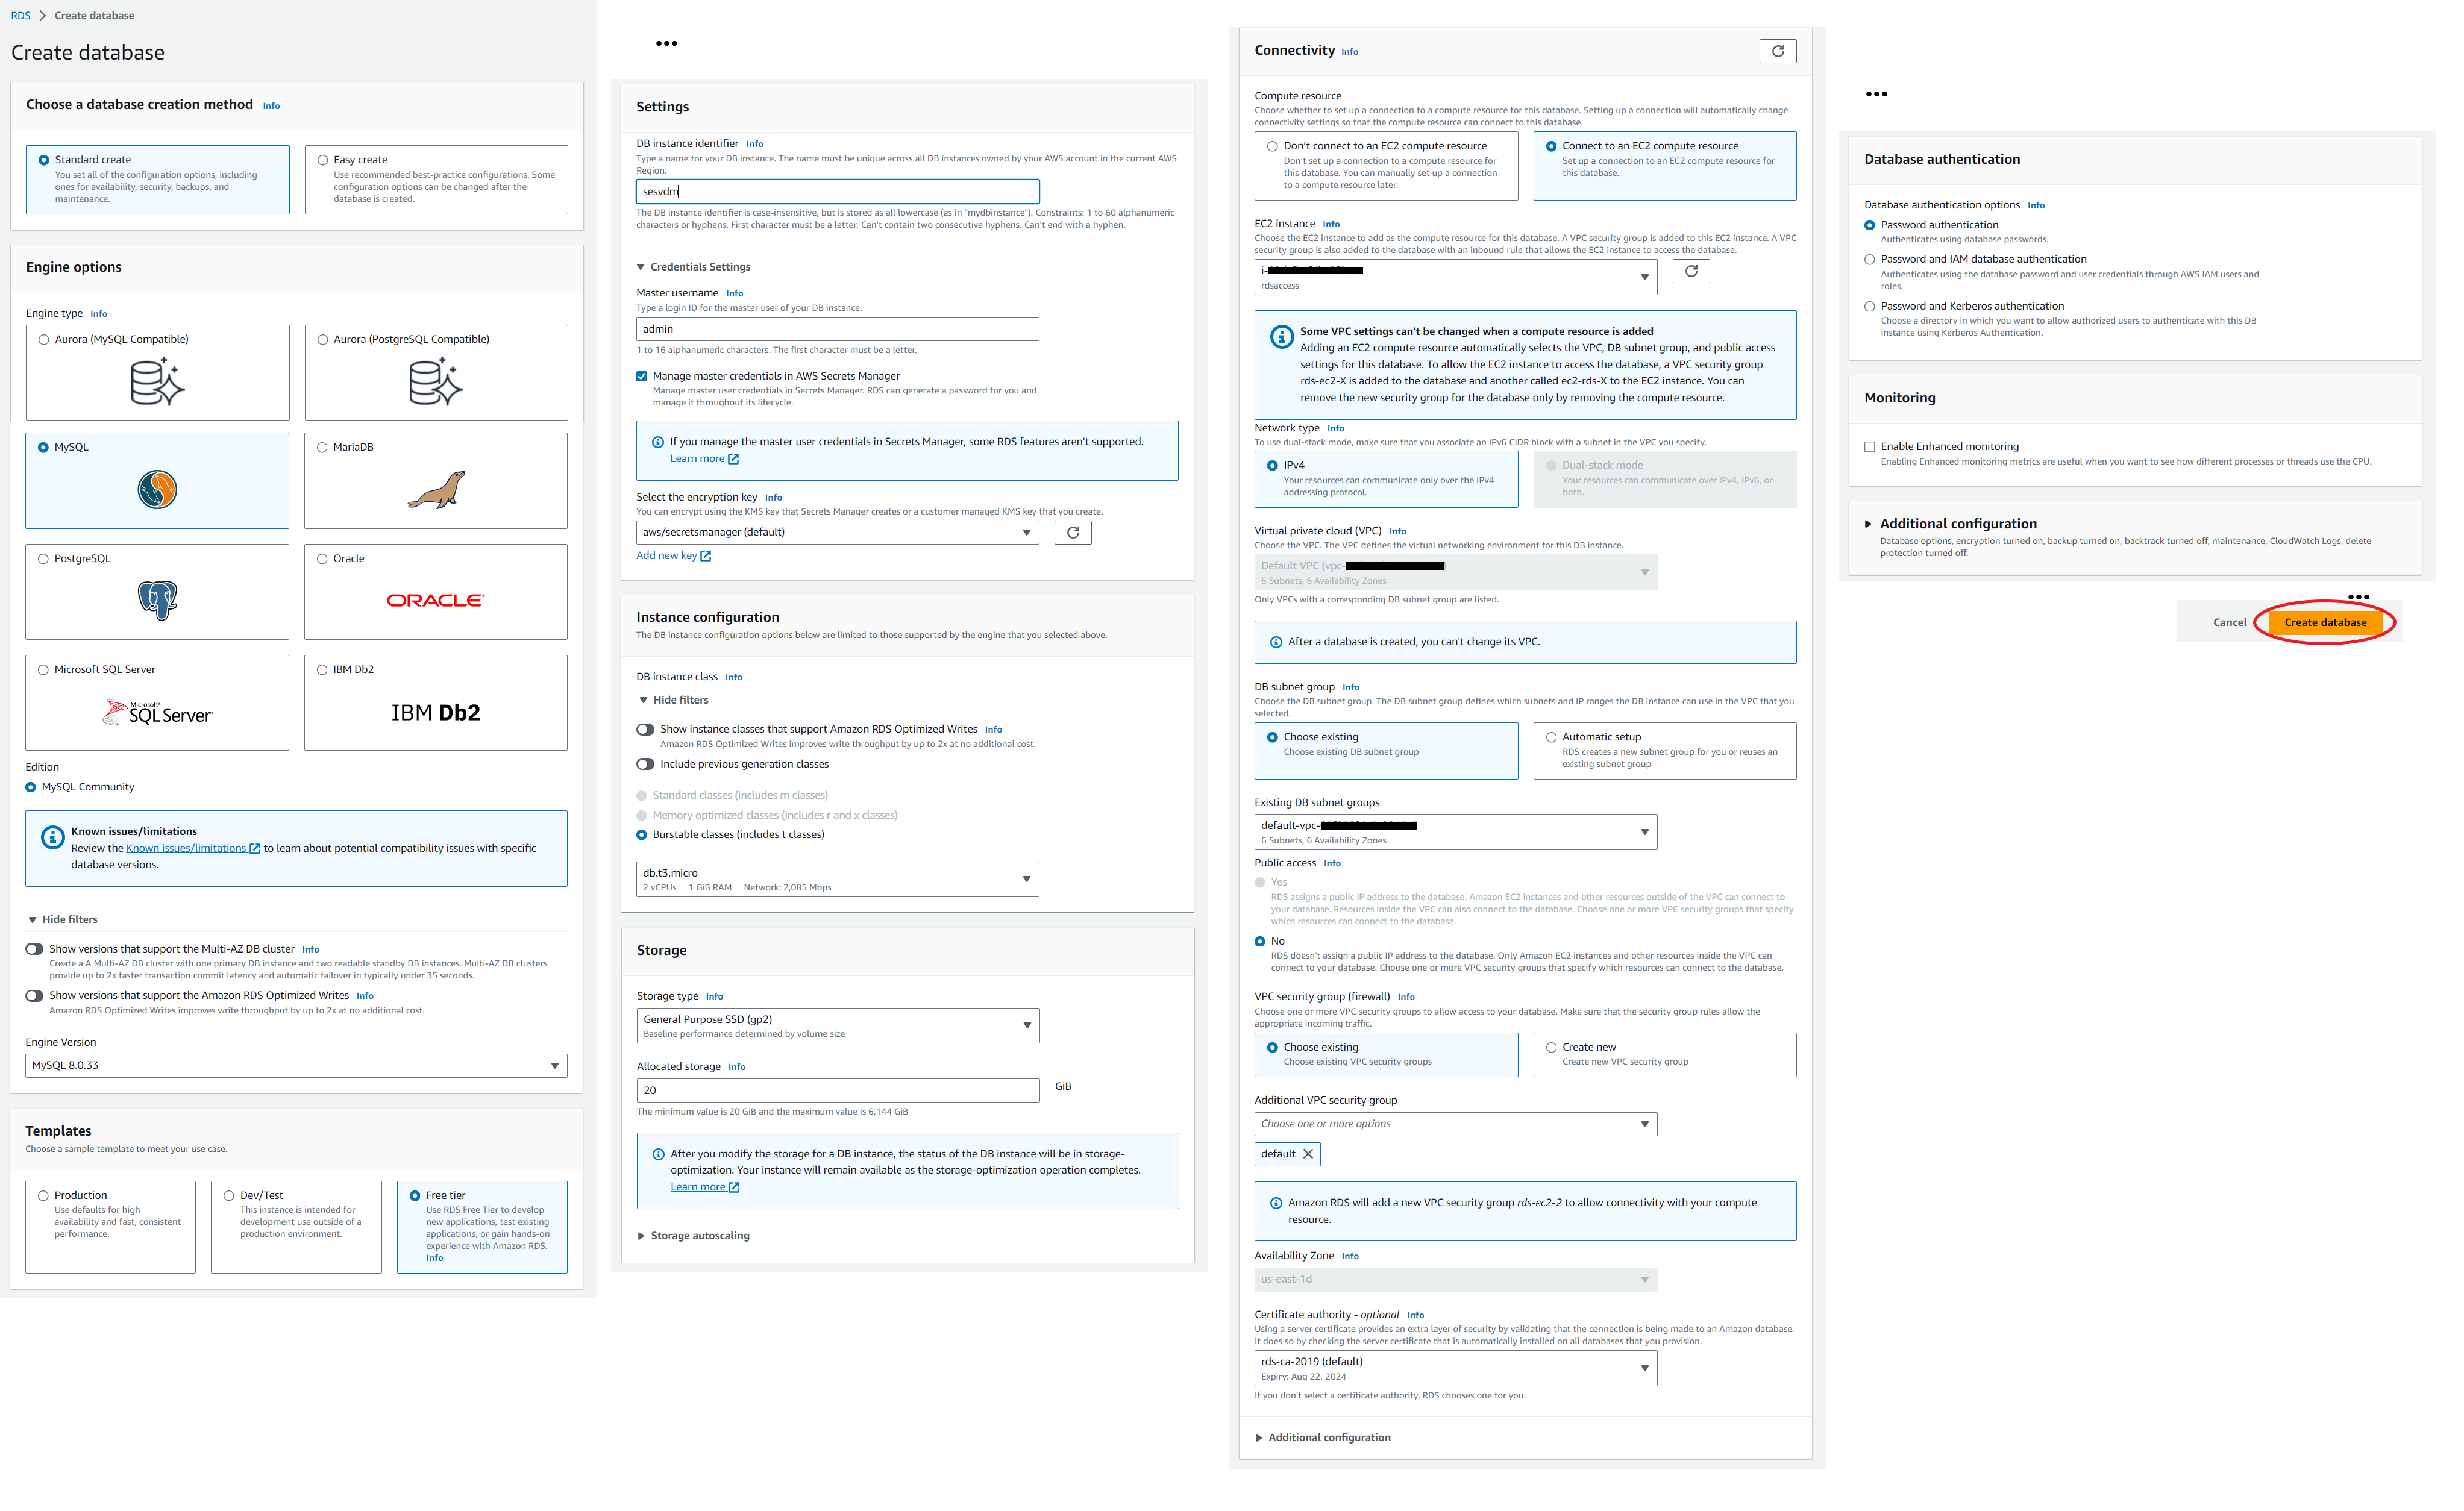 RDS > Create database
Create database
Choose a database creation method Info
Standard create
You set all of the configuration options, including
ones for availability, security, backups, and
maintenance.
Easy create
Use recommended best-practice configurations. Some
configuration options can be changed after the
database is created.
Engine options
Engine type Info
Aurora (MySQL Compatible)
Aurora (PostgreSQL Compatible)
MySQL
MariaDB
PostgreSQL
Oracle
ORACLE
Microsoft SQL Server
Microsoft
SQL Server
IBM Db2
IBM Db2
Edition
MySQL Community
Known issues/limitations
Review the Known issues/limitations to learn about potential compatibility issues with specific
database versions.
Hide filters
Show versions that support the Multi-AZ DB cluster Info
Create a A Multi-AZ DB cluster with one primary DB instance and two readable standby DB instances. Multi-AZ DB clusters
provide up to 2x faster transaction commit latency and automatic failover in typically under 35 seconds.
Show versions that support the Amazon RDS Optimized Writes Info
Amazon RDS Optimized Writes improves write throughput by up to 2x at no additional cost.
Engine Version
MySQL 8.0.33
Templates
Choose a sample template to meet your use case.
Production
Use defaults for high
availability and fast, consistent
performance.
Dev/Test
This instance is intended for
development use outside of a
production environment.
Free tier
Use RDS Free Tier to develop
new applications, test existing
applications, or gain hands-on
experience with Amazon RDS.
Info
•••
Settings
DB instance identifier Info
Type a name for your DB instance. The name must be unique across all DB instances owned by your AWS account in the current AWS
Region.
sesvdm
The DB instance identifier is case-insensitive, but is stored as all lowercase (as in "mydbinstance"). Constraints: 1 to 60 alphanumeric
characters or hyphens. First character must be a letter. Can't contain two consecutive hyphens. Can't end with a hyphen.
Credentials Settings
Master username Info
Type a login ID for the master user of your DB instance.
admin
1 to 16 alphanumeric characters. The first character must be a letter.
Manage master credentials in AWS Secrets Manager
Manage master user credentials in Secrets Manager. RDS can generate a password for you and
manage it throughout its lifecycle.
If you manage the master user credentials in Secrets Manager, some RDS features aren't supported.
Learn more
Select the encryption key Info
You can encrypt using the KMS key that Secrets Manager creates or a customer managed KMS key that you create.
aws/secretsmanager (default)
Add new key
Instance configuration
The DB instance configuration options below are limited to those supported by the engine that you selected above.
DB instance class Info
Hide filters
Show instance classes that support Amazon RDS Optimized Writes Info
Amazon RDS Optimized Writes improves write throughput by up to 2x at no additional cost.
Include previous generation classes
Standard classes (includes m classes)
Memory optimized classes (includes r and x classes)
Burstable classes (includes t classes)
db.t3.micro
2 vCPUs 1 GiB RAM Network: 2,085 Mbps
Storage
Storage type Info
General Purpose SSD (gp2)
Baseline performance determined by volume size
Allocated storage Info
20 GiB
The minimum value is 20 GiB and the maximum value is 6,144 GiB
After you modify the storage for a DB instance, the status of the DB instance will be in storage-
optimization. Your instance will remain available as the storage-optimization operation completes.
Learn more
Storage autoscaling
Connectivity Info
Compute resource
Choose whether to set up a connection to a compute resource for this database. Setting up a connection will automatically change
connectivity settings so that the compute resource can connect to this database.
Don't connect to an EC2 compute resource
Don't set up a connection to a compute resource for
this database. You can manually set up a connection
to a compute resource later.
Connect to an EC2 compute resource
Set up a connection to an EC2 compute resource for
this database.
EC2 instance Info
Choose the EC2 instance to add as the compute resource for this database. A VPC security group is added to this EC2 instance. A VPC
security group is also added to the database with an inbound rule that allows the EC2 instance to access the database.
i-
rdsaccess
Some VPC settings can't be changed when a compute resource is added
Adding an EC2 compute resource automatically selects the VPC, DB subnet group, and public access
settings for this database. To allow the EC2 instance to access the database, a VPC security group
rds-ec2-X is added to the database and another called ec2-rds-X to the EC2 instance. You can
remove the new security group for the database only by removing the compute resource.
Network type Info
To use dual-stack mode, make sure that you associate an IPv6 CIDR block with a subnet in the VPC you specify.
IPv4
Your resources can communicate only over the IPv4
addressing protocol.
Dual-stack mode
Your resources can communicate over IPv4, IPv6, or
both.
Virtual private cloud (VPC) Info
Choose the VPC. The VPC defines the virtual networking environment for this DB instance.
Default VPC (vpc-
6 Subnets, 6 Availability Zones
Only VPCs with a corresponding DB subnet group are listed.
After a database is created, you can't change its VPC.
DB subnet group Info
Choose the DB subnet group. The DB subnet group defines which subnets and IP ranges the DB instance can use in the VPC that you
selected.
Choose existing
Choose existing DB subnet group
Automatic setup
RDS creates a new subnet group for you or reuses an
existing subnet group
Existing DB subnet groups
default-vpc-
6 Subnets, 6 Availability Zones
Public access Info
Yes
RDS assigns a public IP address to the database. Amazon EC2 instances and other resources outside of the VPC can connect to
your database. Resources inside the VPC can also connect to the database. Choose one or more VPC security groups that specify
which resources can connect to the database.
No
RDS doesn't assign a public IP address to the database. Only Amazon EC2 instances and other resources inside the VPC can
connect to your database. Choose one or more VPC security groups that specify which resources can connect to the database.
VPC security group (firewall) Info
Choose one or more VPC security groups to allow access to your database. Make sure that the security group rules allow the
appropriate incoming traffic.
Choose existing
Choose existing VPC security groups
Create new
Create new VPC security group
Additional VPC security group
Choose one or more options
default
Amazon RDS will add a new VPC security group rds-ec2-2 to allow connectivity with your compute
resource.
Availability Zone Info
us-east-1d
Certificate authority - optional Info
Using a server certificate provides an extra layer of security by validating that the connection is being made to an Amazon database.
It does so by checking the server certificate that is automatically installed on all databases that you provision.
rds-ca-2019 (default)
Expiry: Aug 22, 2024
If you don't select a certificate authority, RDS chooses one for you.
Additional configuration
•••
Database authentication
Database authentication options Info
Password authentication
Authenticates using database passwords.
Password and IAM database authentication
Authenticates using the database password and user credentials through AWS IAM users and
roles.
Password and Kerberos authentication
Choose a directory in which you want to allow authorized users to authenticate with this DB
instance using Kerberos Authentication.
Monitoring
Enable Enhanced monitoring
Enabling Enhanced monitoring metrics are useful when you want to see how different processes or threads use the CPU.
Additional configuration
Database options, encryption turned on, backup turned on, backtrack turned off, maintenance, CloudWatch Logs, delete
protection turned off.
•••
Cancel Create database